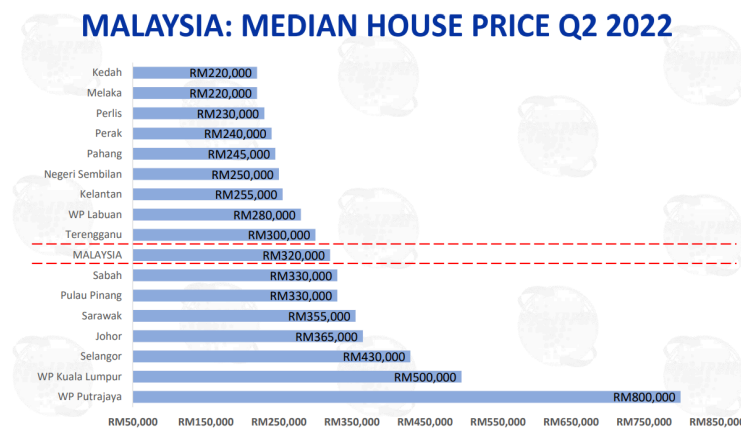 MALAYSIA: MEDIAN HOUSE PRICE Q2 2022
Kedah RM220,000
Melaka RM220,000
Perlis RM230,000
Perak RM240,000
Pahang RM245,000
Negeri Sembilan RM250,000
Kelantan RM255,000
WP Labuan RM280,000
Terengganu RM300,000
MALAYSIA RM320,000
Sabah RM330,000
Pulau Pinang RM330,000
Sarawak RM355,000
Johor RM365,000
Selangor RM430,000
WP Kuala Lumpur RM500,000
WP Putrajaya RM800,000
RM50,000 RM150,000 RM250,000 RM350,000 RM450,000 RM550,000 RM650,000 RM750,000 RM850,000